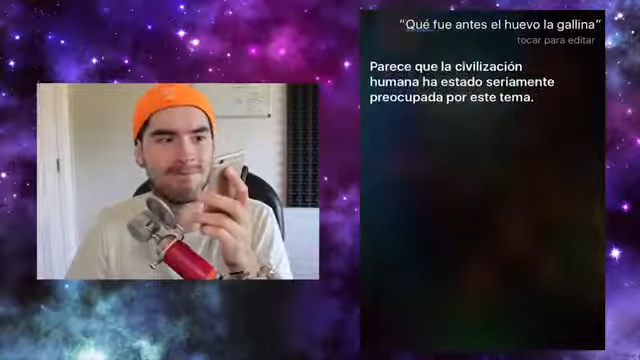 “Qué fue antes el huevo la gallina”
tocar para editar
Parece que la civilización
humana ha estado seriamente
preocupada por este tema.